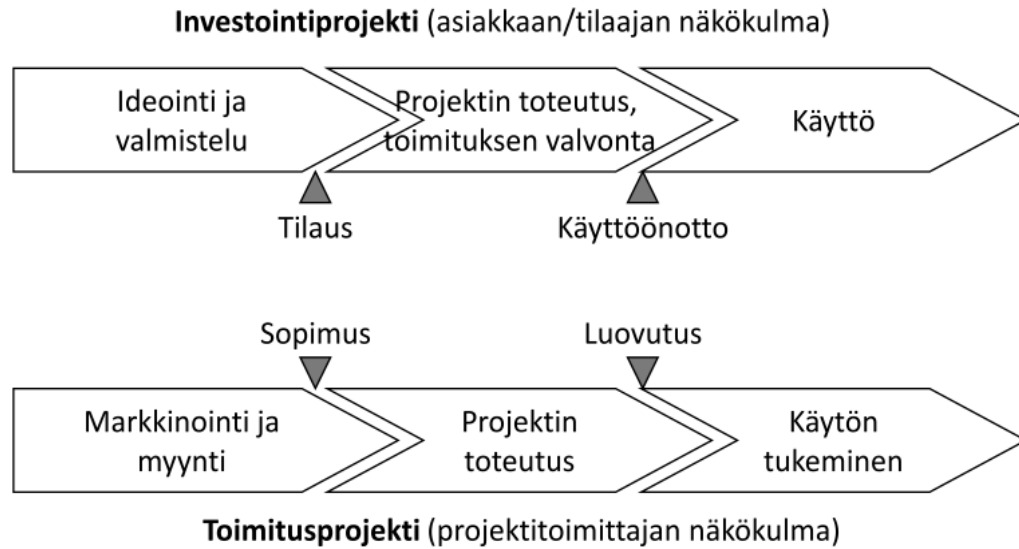 Investointiprojekti (asiakkaan/tilaajan näkökulma)
Ideointi ja
valmistelu
Projektin toteutus,
toimituksen valvonta
Käyttö
Tilaus
Käyttöönotto
Sopimus
Luovutus
Markkinointi ja
myynti
Projektin
toteutus
Käytön
tukeminen
Toimitusprojekti (projektitoimittajan näkökulma)